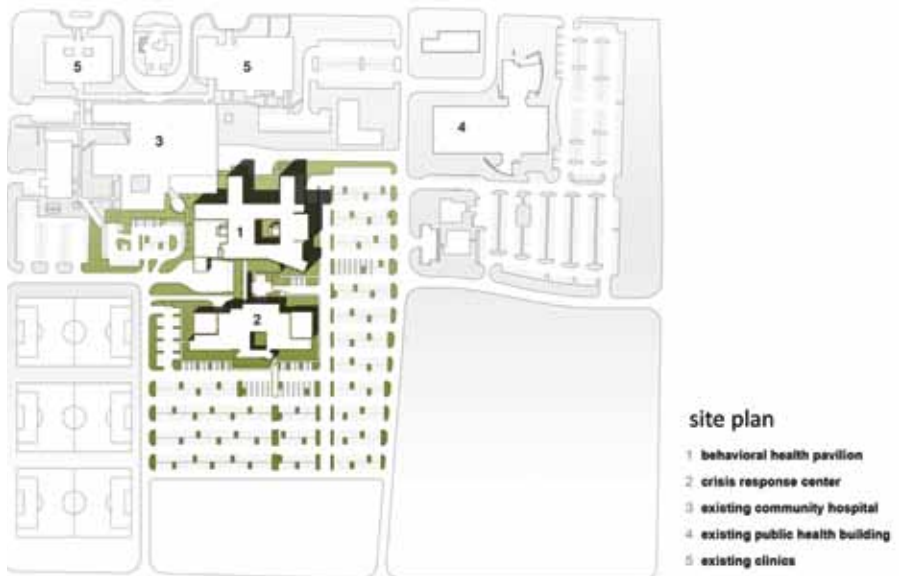 5
5
3
4
1
2
site plan
1 behavioral health pavilion
2 crisis response center
3 existing community hospital
4 existing public health building
5 existing clinics